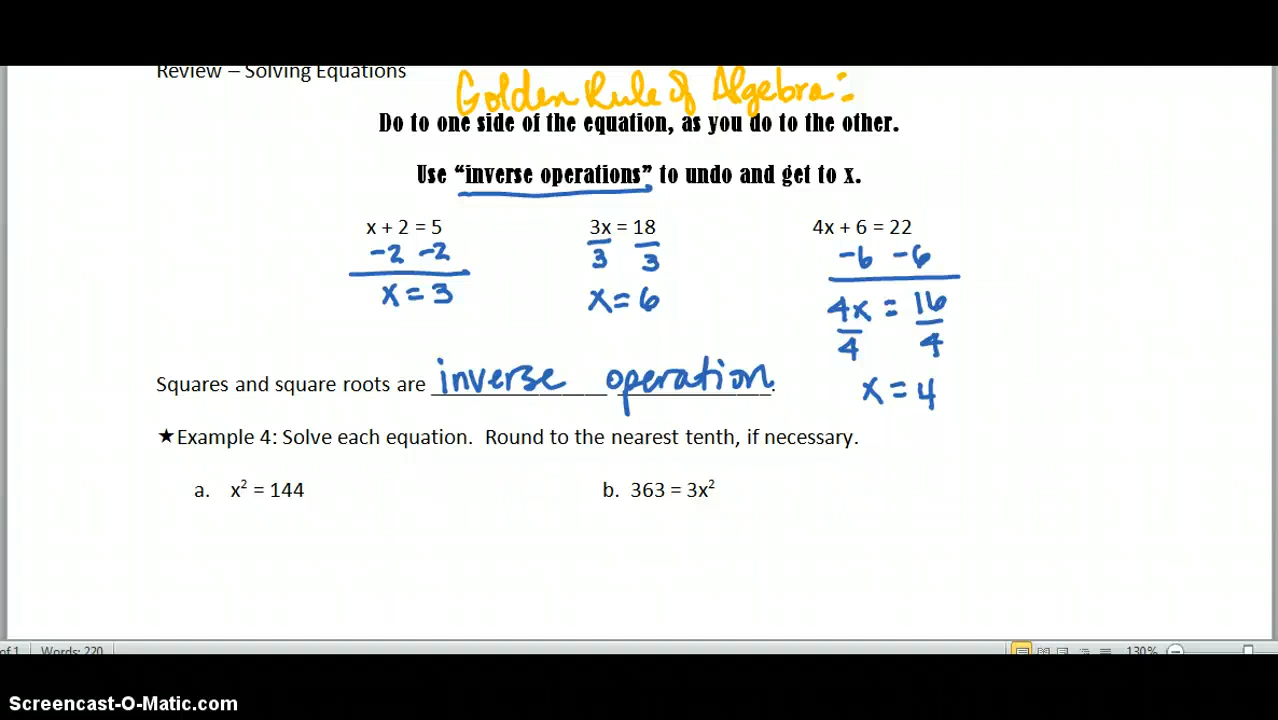 Review – Solving Equations
Golden Rule of Algebra:
Do to one side of the equation, as you do to the other.
Use “inverse operations” to undo and get to x.
x + 2 = 5 3x = 18 4x + 6 = 22
-2 -2 3 3 -6 -6
x = 3 x = 6 4x = 16
4 4
Squares and square roots are inverse operation.
x = 4
★Example 4: Solve each equation. Round to the nearest tenth, if necessary.
a. x² = 144 b. 363 = 3x²
of 1 Words: 220 130%
Screencast-O-Matic.com